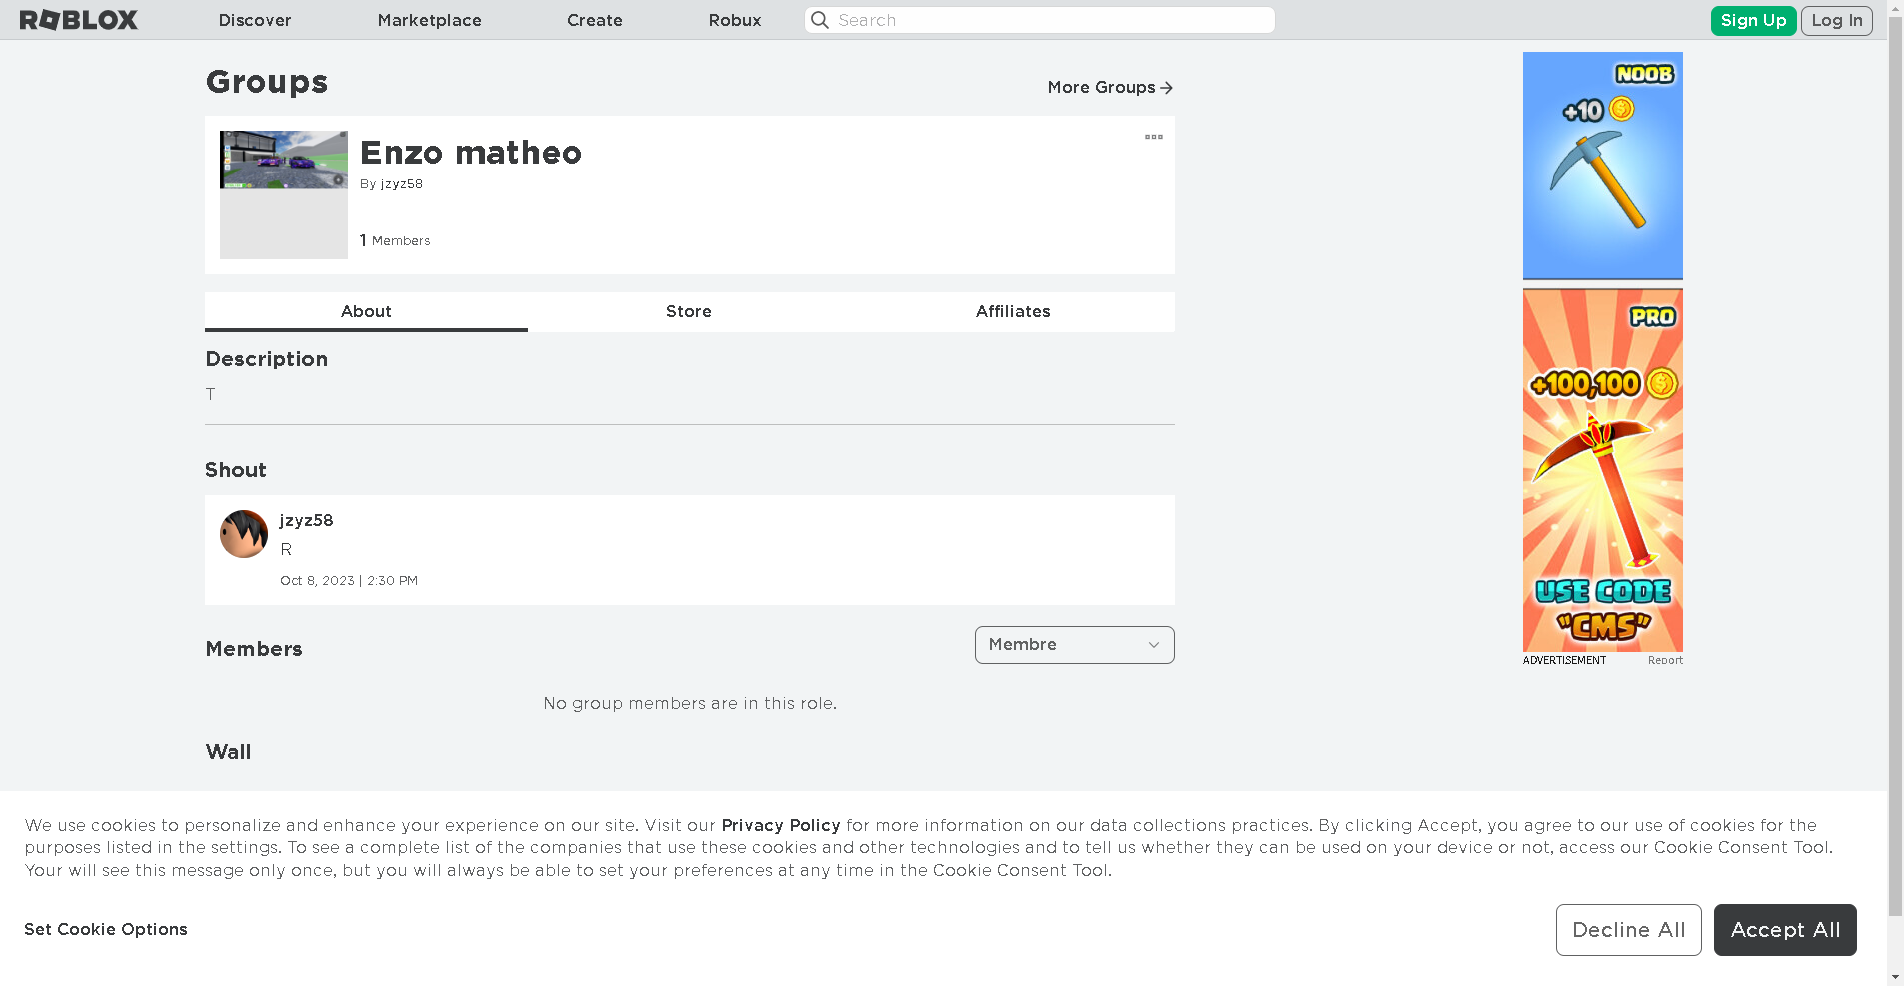 ROBLOX Discover Marketplace Create Robux Search Sign Up Log In
Groups
More Groups
Enzo matheo
By jzyz58
1 Members
About Store Affiliates
Description
T
Shout
jzyz58
R
Oct 8, 2023 | 2:30 PM
Members
Membre
No group members are in this role.
Wall
NOOB
+10
PRO
+100,100
USE CODE
"CMS"
ADVERTISEMENT Report
We use cookies to personalize and enhance your experience on our site. Visit our Privacy Policy for more information on our data collections practices. By clicking Accept, you agree to our use of cookies for the
purposes listed in the settings. To see a complete list of the companies that use these cookies and other technologies and to tell us whether they can be used on your device or not, access our Cookie Consent Tool.
Your will see this message only once, but you will always be able to set your preferences at any time in the Cookie Consent Tool.
Set Cookie Options
Decline All
Accept All